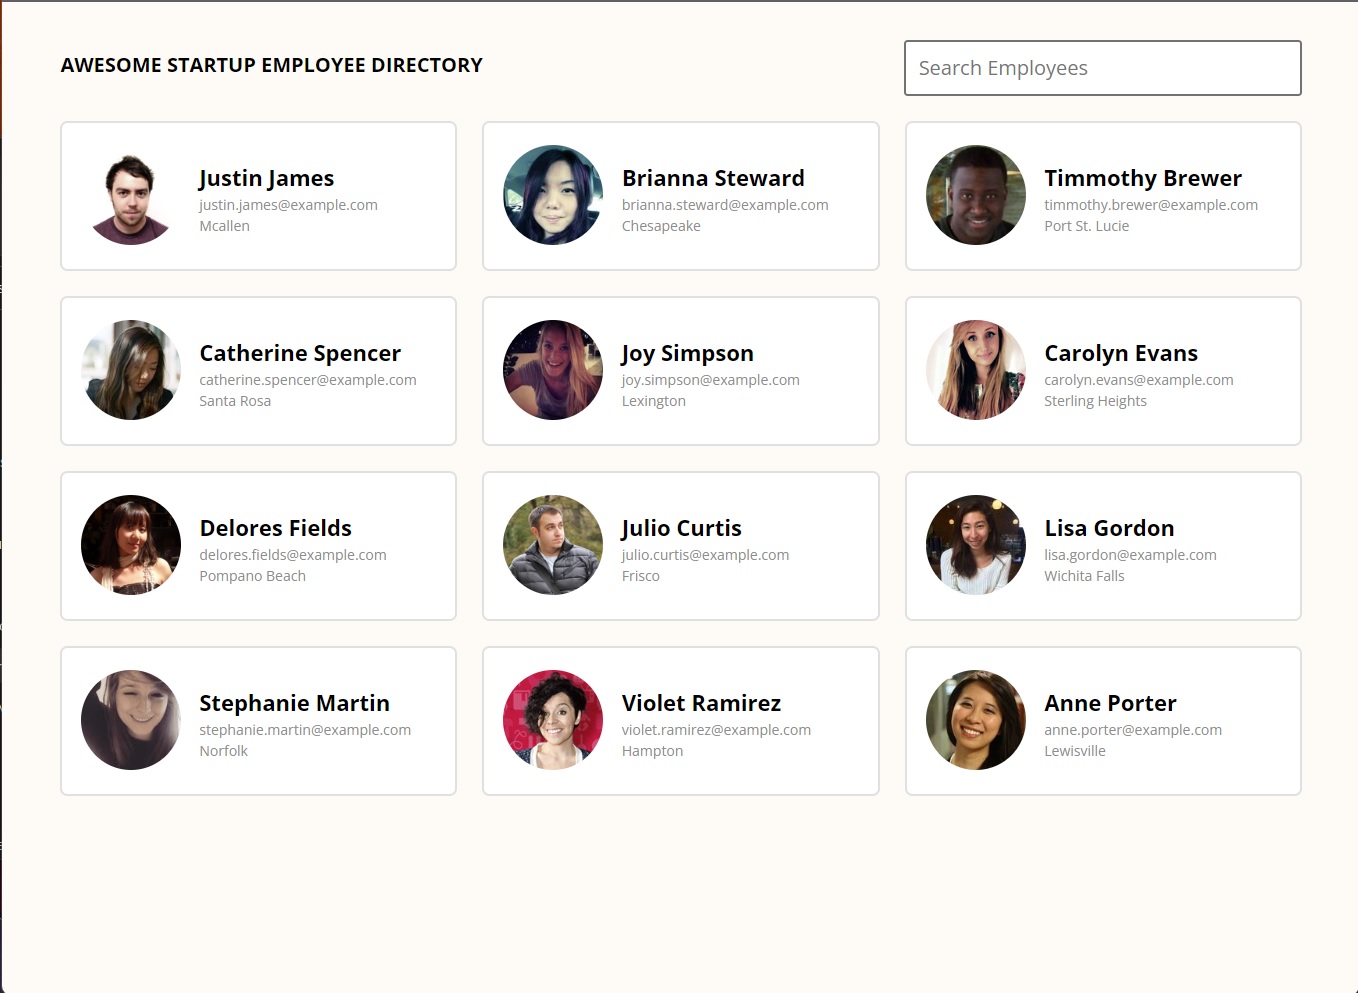 AWESOME STARTUP EMPLOYEE DIRECTORY
Search Employees
Justin James
justin.james@example.com
Mcallen
Brianna Steward
brianna.steward@example.com
Chesapeake
Timmothy Brewer
timmothy.brewer@example.com
Port St. Lucie
Catherine Spencer
catherine.spencer@example.com
Santa Rosa
Joy Simpson
joy.simpson@example.com
Lexington
Carolyn Evans
carolyn.evans@example.com
Sterling Heights
Delores Fields
delores.fields@example.com
Pompano Beach
Julio Curtis
julio.curtis@example.com
Frisco
Lisa Gordon
lisa.gordon@example.com
Wichita Falls
Stephanie Martin
stephanie.martin@example.com
Norfolk
Violet Ramirez
violet.ramirez@example.com
Hampton
Anne Porter
anne.porter@example.com
Lewisville